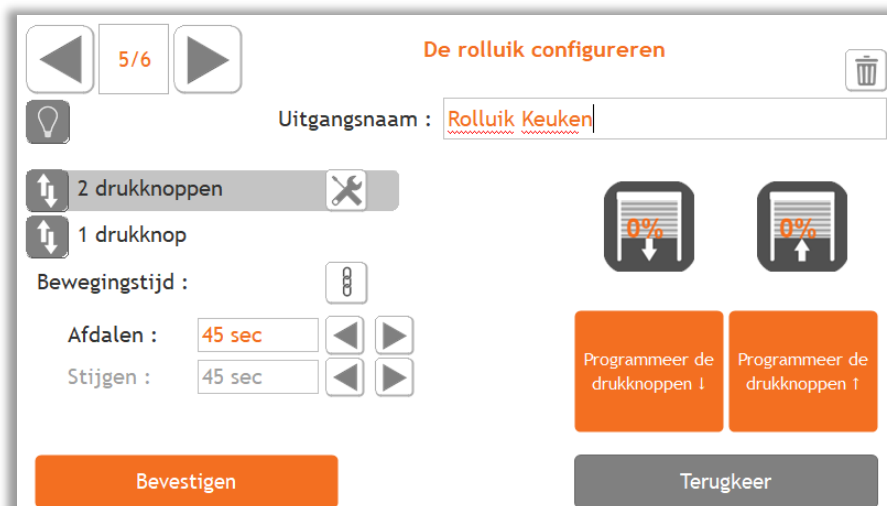 De rolluik configureren
5/6
Uitgangsnaam : Rolluik Keuken
2 drukknoppen
1 drukknop
0% 0%
Bewegingstijd :
Afdalen : 45 sec
Stijgen : 45 sec
Programmeer de
drukknoppen ↓
Programmeer de
drukknoppen ↑
Bevestigen
Terugkeer